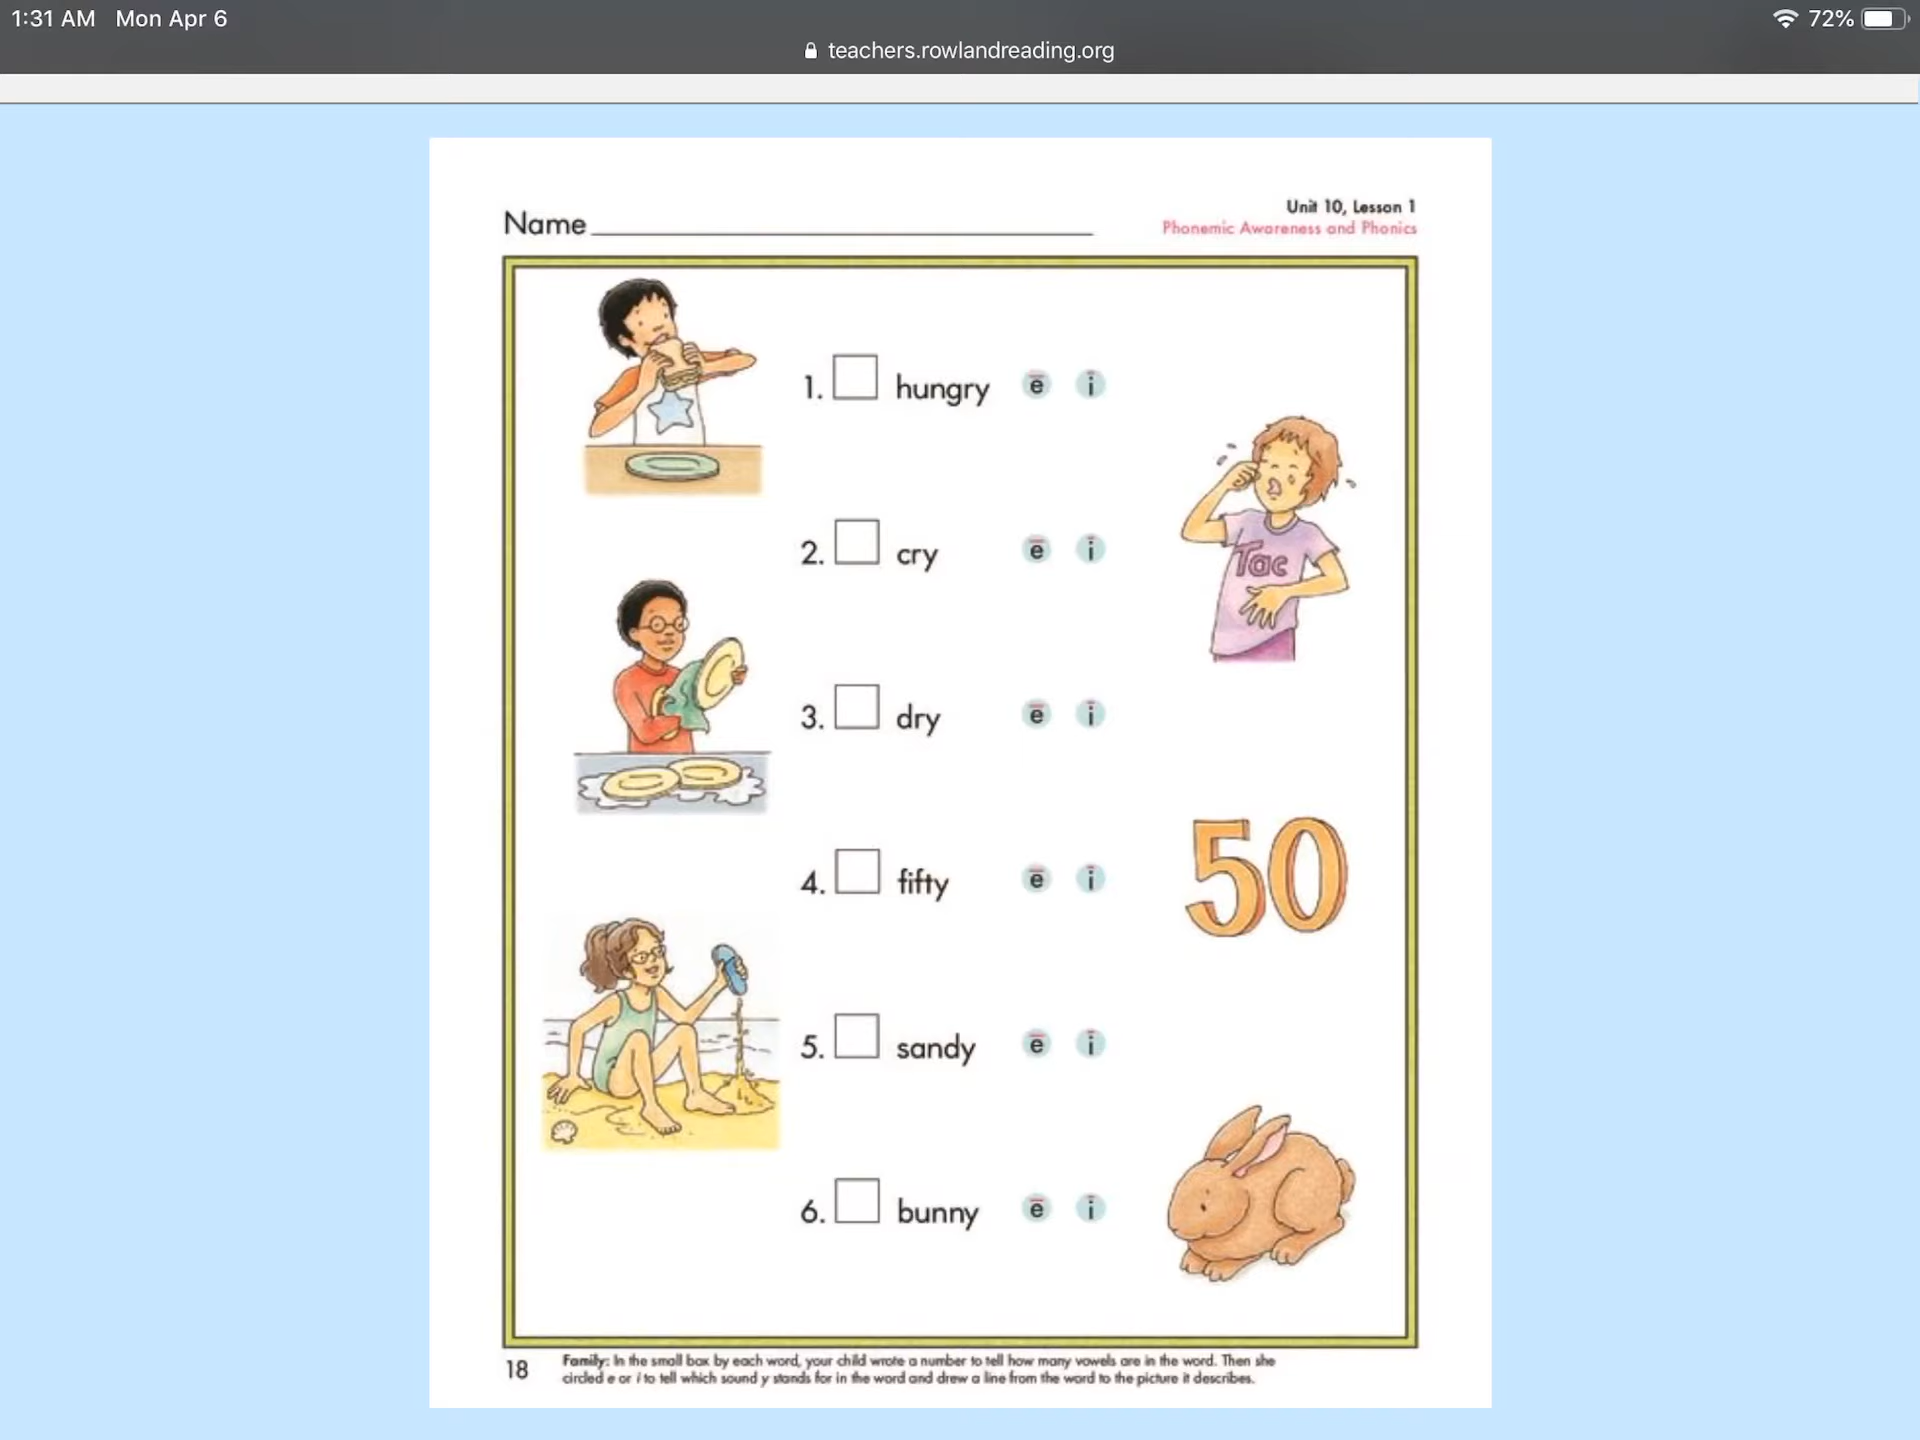 1:31 AM Mon Apr 6
72%
teachers.rowlandreading.org
Name
Unit 10, Lesson 1
Phonemic Awareness and Phonics
1. hungry ē ī
2. cry ē ī
Tac
3. dry ē ī
4. fifty ē ī
50
5. sandy ē ī
6. bunny ē ī
18
Family: In the small box by each word, your child wrote a number to tell how many vowels are in the word. Then she
circled e or i to tell which sound y stands for in the word and drew a line from the word to the picture it describes.